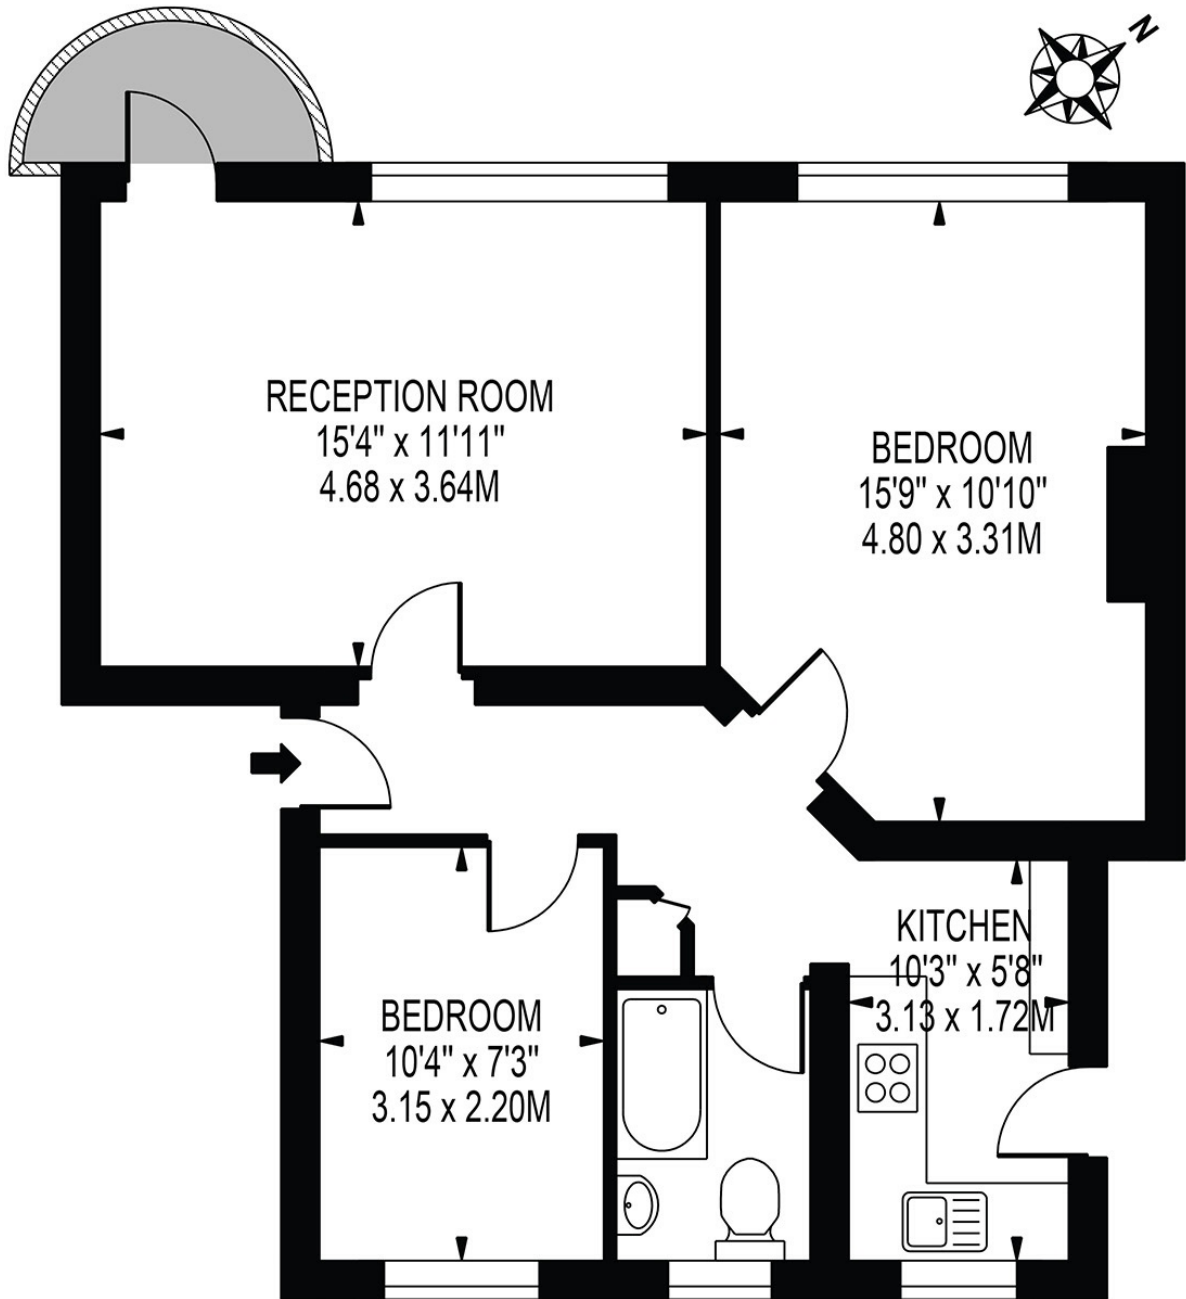 N
RECEPTION ROOM
15'4" x 11'11"
4.68 x 3.64M
BEDROOM
15'9" x 10'10"
4.80 x 3.31M
KITCHEN
10'3" x 5'8"
3.13 x 1.72M
BEDROOM
10'4" x 7'3"
3.15 x 2.20M